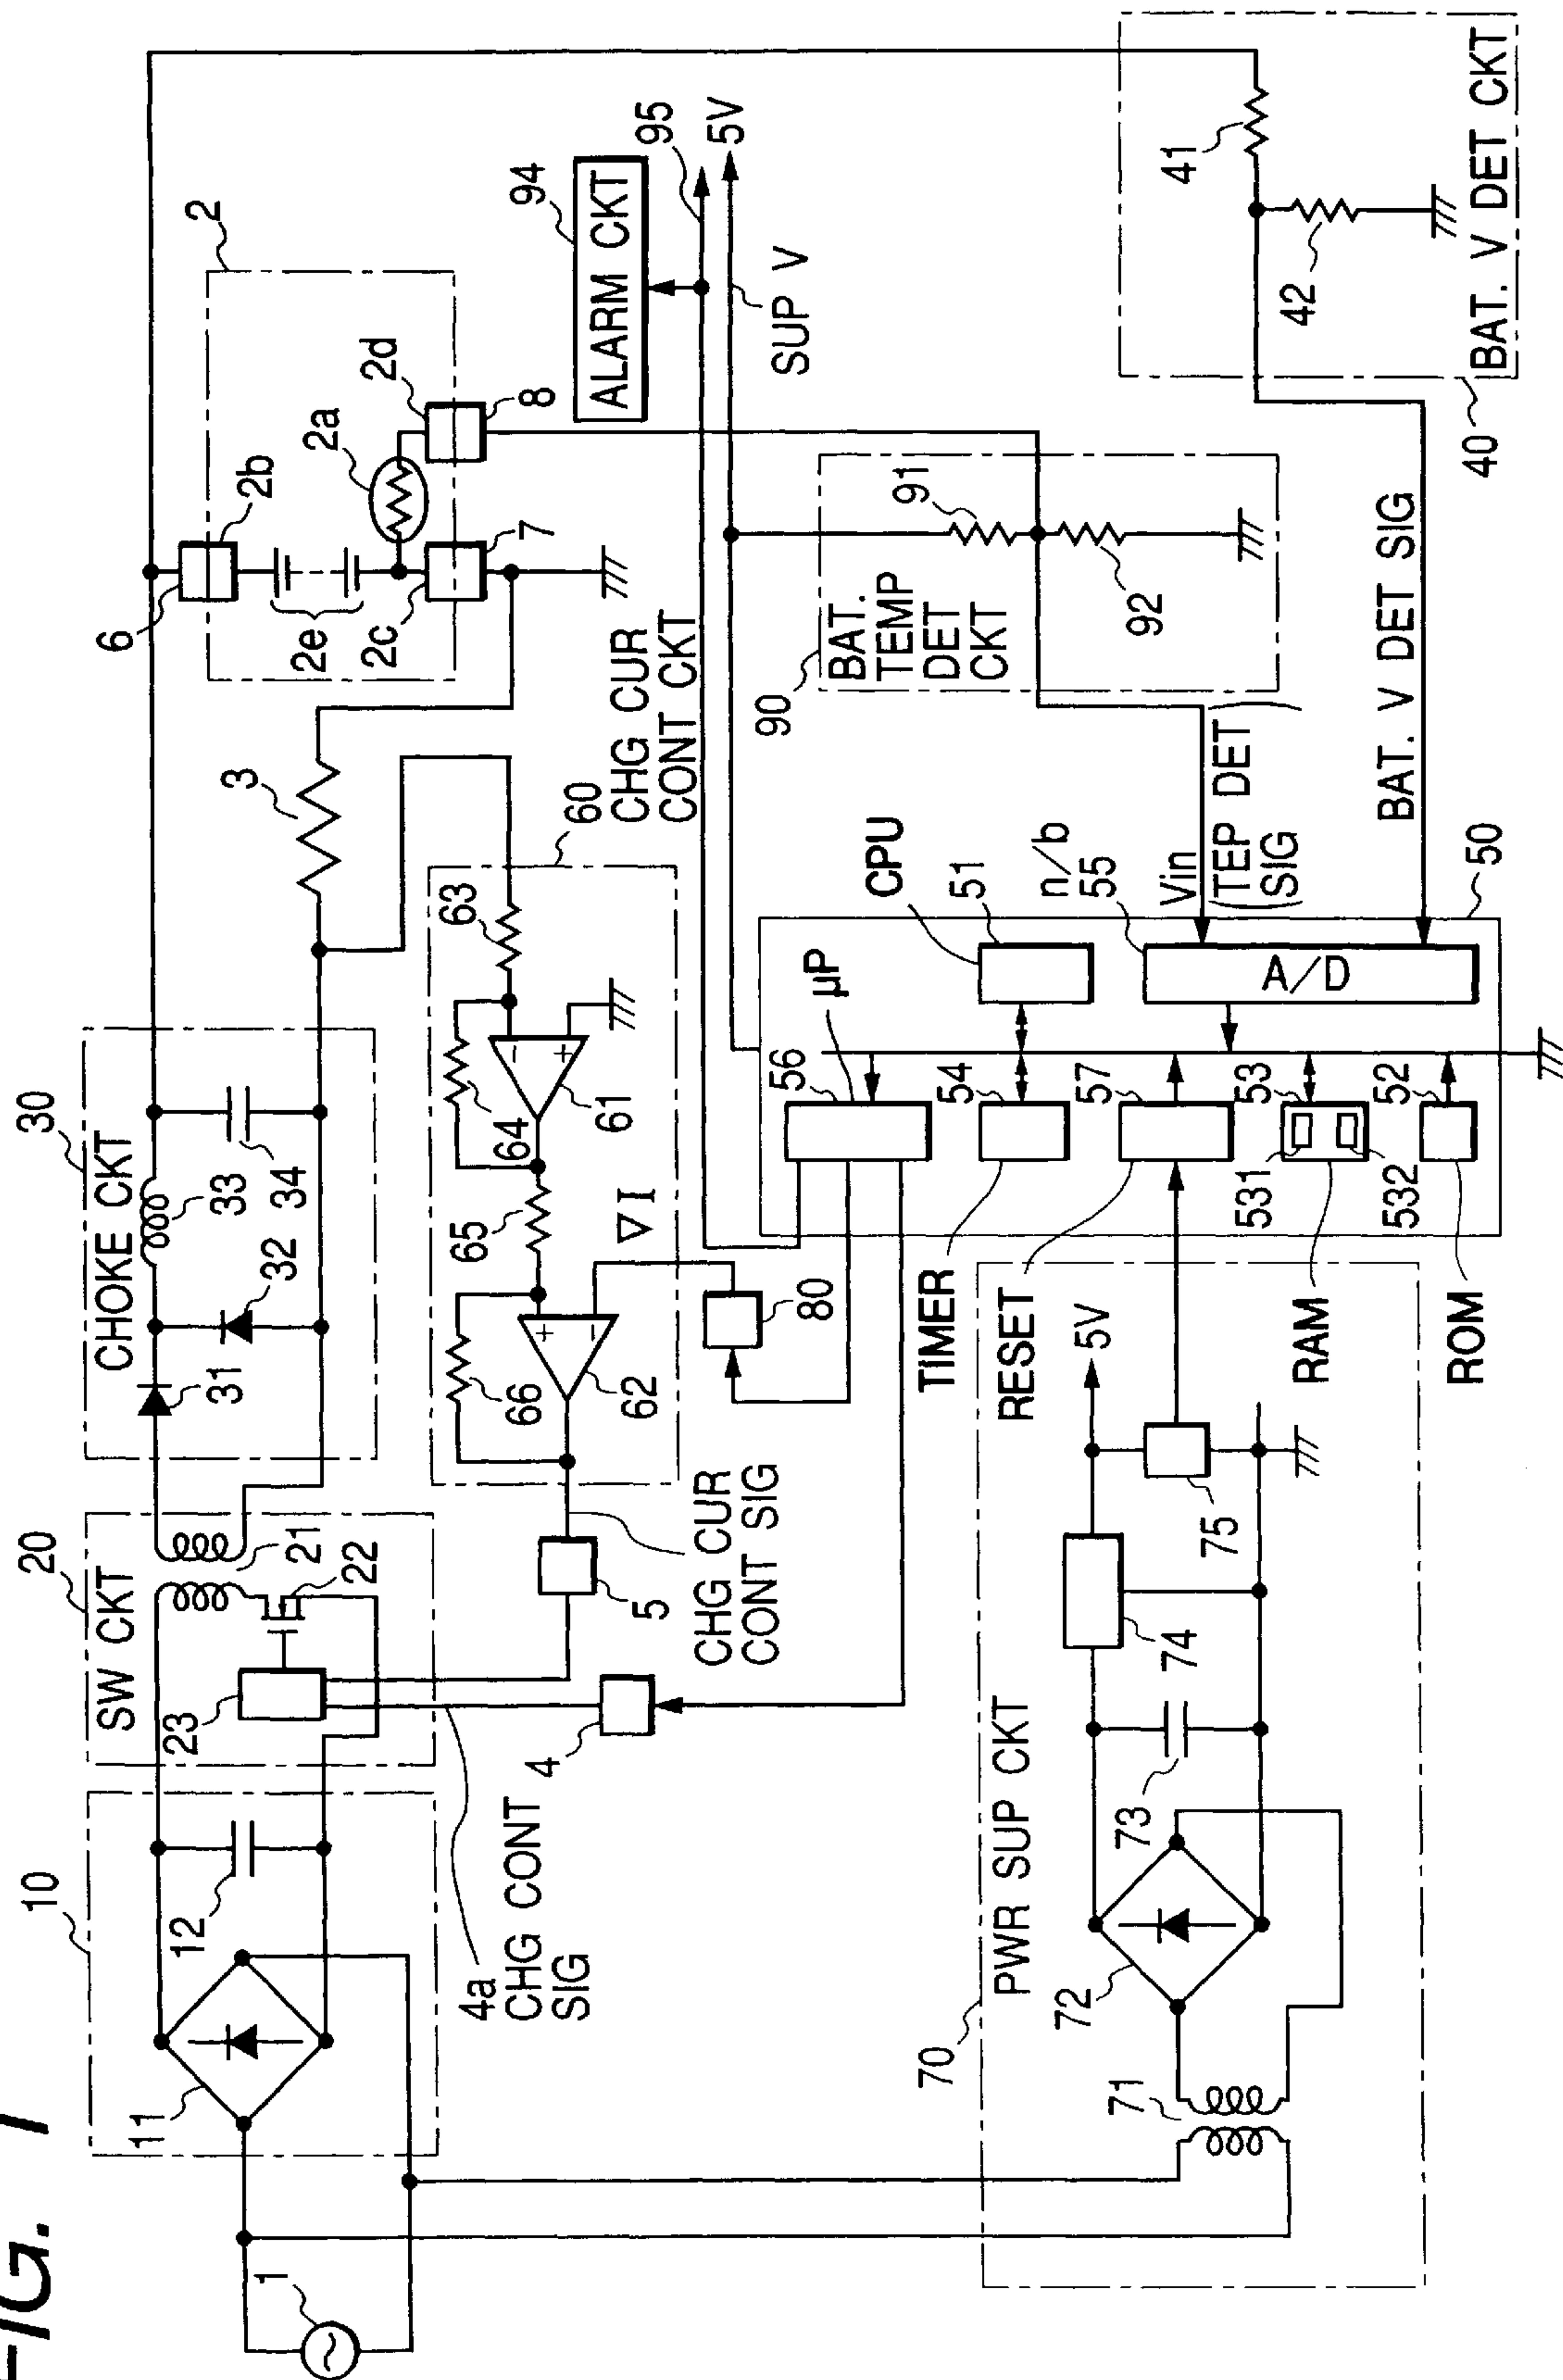 FIG. 1
10
20
SW CKT
30
CHOKE CKT
11
12
23
21
22
31
32
33
34
3
6
2
2b
2e
2c
2a
2d
7
8
1
4a
CHG CONT
SIG
4
5
CHG CUR
CONT SIG
66
62
65
64
61
63
∇I
60
CHG CUR
CONT CKT
80
94
ALARM CKT
95
5V
SUP V
90
BAT.
TEMP
DET
CKT
91
92
41
42
40
BAT. V DET CKT
70
PWR SUP CKT
71
72
73
74
75
5V
TIMER
RESET
RAM
ROM
56
μP
54
57
53
531
532
52
CPU
51
n/b
55
A/D
Vin
(TEP DET)
(SIG )
BAT. V DET SIG
50